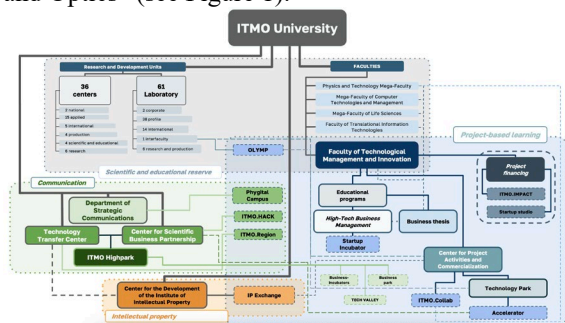 and Optics" (see Figure 1).
ITMO University
Research and Development Units
36
centers
2 national
15 applied
5 international
4 production
4 scientific and educational
6 research
61
Laboratory
2 corporate
38 profile
14 international
1 interfaculty
6 research and production
FACULTIES
Physics and Technology Mega-Faculty
Mega-Faculty of Computer
Technologies and Management
Mega-Faculty of Life Sciences
Faculty of Translational Information
Technologies
Scientific and educational reserve
OLYMP
Project-based learning
Faculty of Technological
Management and Innovation
Educational
programs
High-Tech Business
Management
Business thesis
Startup
Incubator
Project
financing
ITMO.IMPACT
Startup studio
Communication
Department of
Strategic
Communications
Technology
Transfer Center
Center for Scientific
Business Partnership
ITMO Highpark
Phygital
Campus
ITMO.HACK
ITMO.Region
Center for Project
Activities and
Commercialization
Business-
Incubators
Business
park
TECH VALLEY
Technology Park
ITMO.Collab
Accelerator
Center for the
Development of the Institute
of Intellectual Property
IP Exchange
Intellectual property